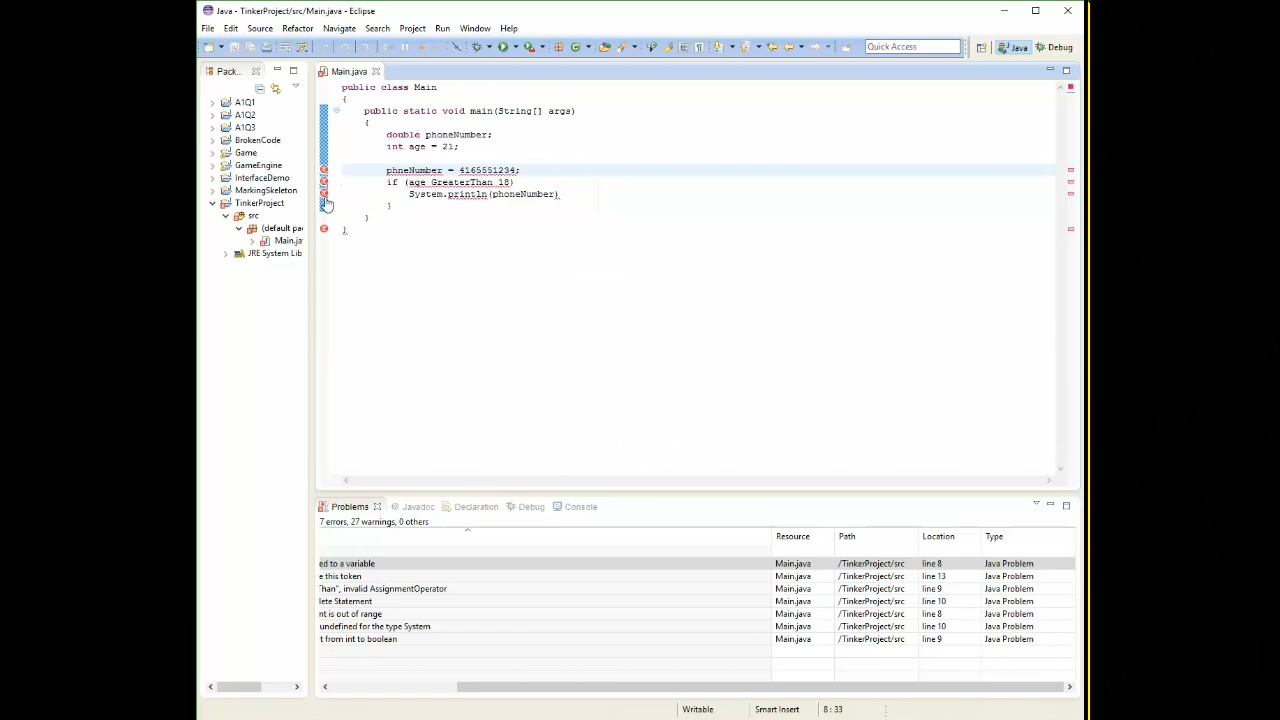 Java - TinkerProject/src/Main.java - Eclipse
File Edit Source Refactor Navigate Search Project Run Window Help
Quick Access
Java
Debug
Pack...
Main.java
A1Q1
A1Q2
A1Q3
BrokenCode
Game
GameEngine
InterfaceDemo
MarkingSkeleton
TinkerProject
src
(default pa
Main.ja
JRE System Lib
public class Main
{
public static void main(String[] args)
{
double phoneNumber;
int age = 21;
phneNumber = 4165551234;
if (age GreaterThan 18)
System.println(phoneNumber)
}
}
}
Problems Javadoc Declaration Debug Console
7 errors, 27 warnings, 0 others
Resource Path Location Type
ed to a variable Main.java /TinkerProject/src line 8 Java Problem
e this token Main.java /TinkerProject/src line 13 Java Problem
Than", invalid AssignmentOperator Main.java /TinkerProject/src line 9 Java Problem
lete Statement Main.java /TinkerProject/src line 10 Java Problem
nt is out of range Main.java /TinkerProject/src line 8 Java Problem
undefined for the type System Main.java /TinkerProject/src line 10 Java Problem
t from int to boolean Main.java /TinkerProject/src line 9 Java Problem
Writable Smart Insert 8 : 33